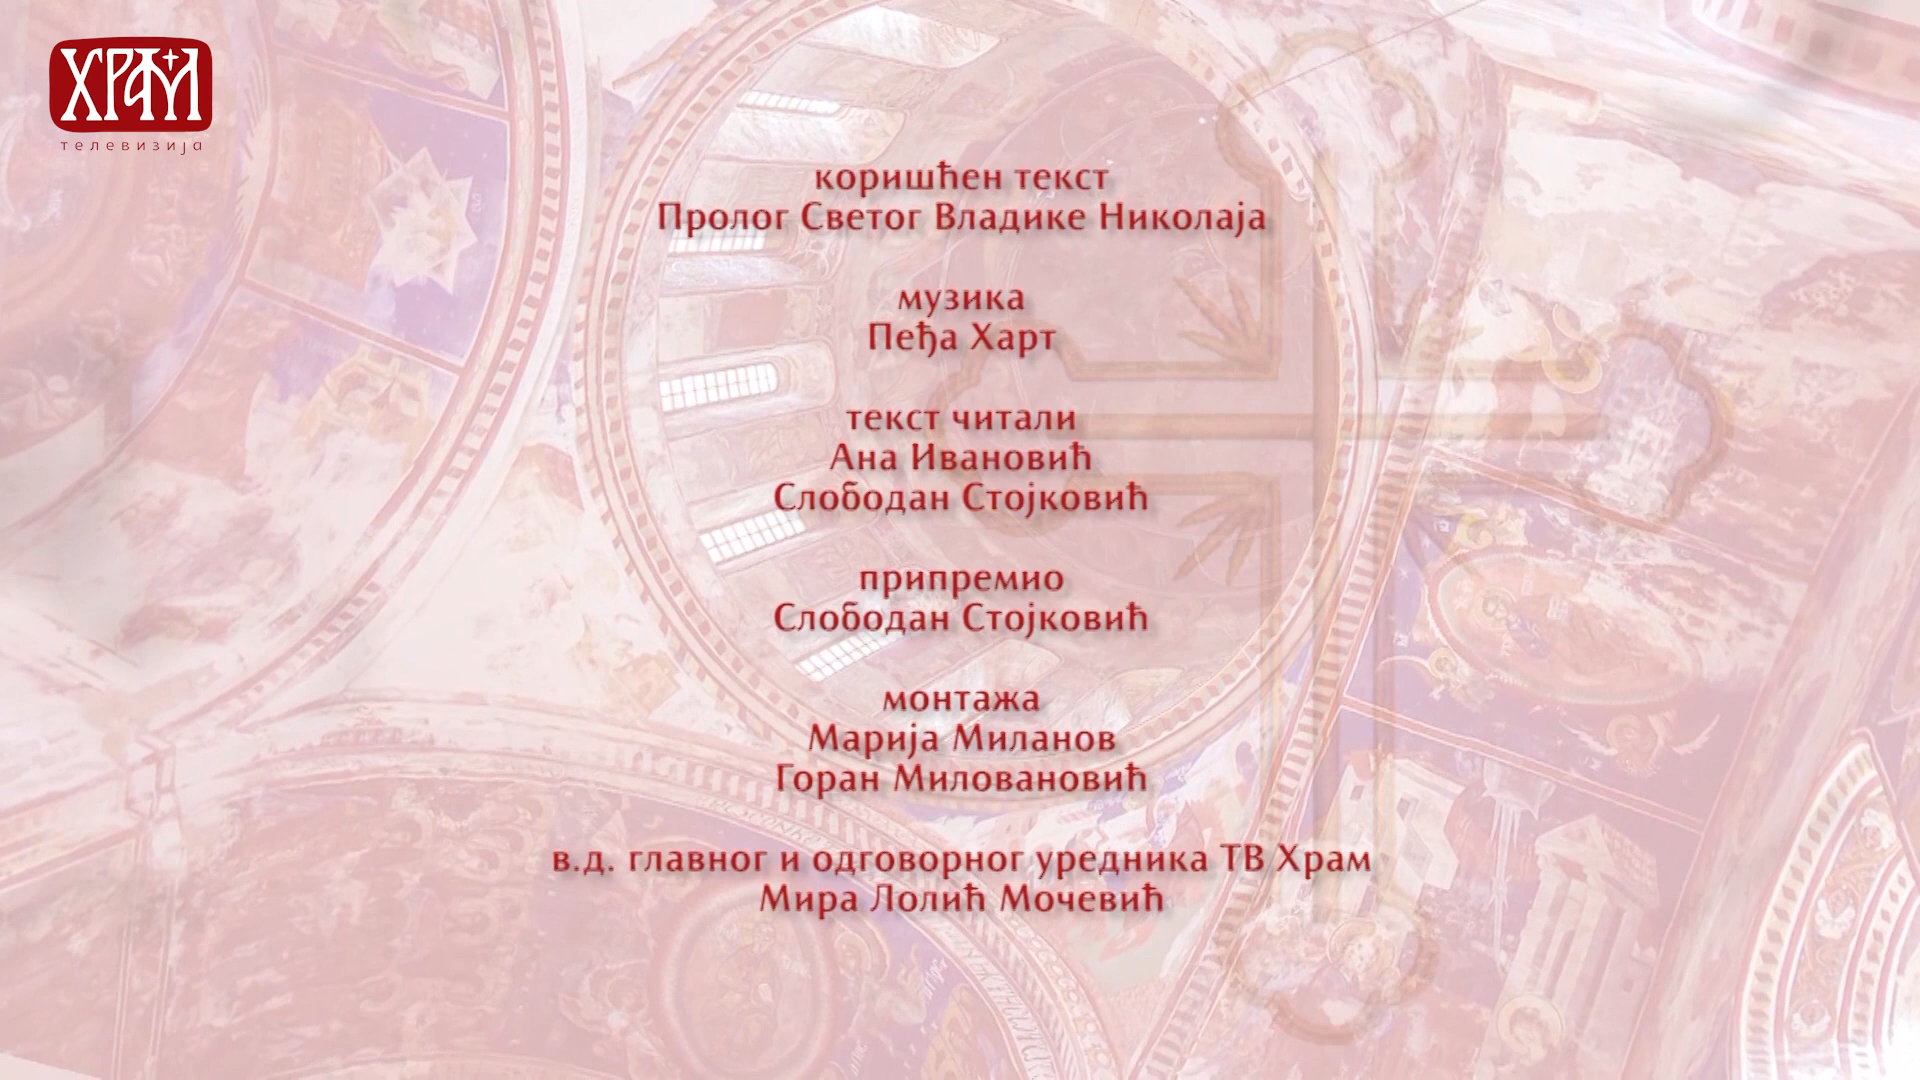 ХРАМ
телевизија
коришћен текст
Пролог Светог Владике Николаја
музика
Пеђа Харт
текст читали
Ана Ивановић
Слободан Стојковић
припремио
Слободан Стојковић
монтажа
Марија Миланов
Горан Миловановић
в.д. главног и одговорног уредника ТВ Храм
Мира Лолић Мочевић